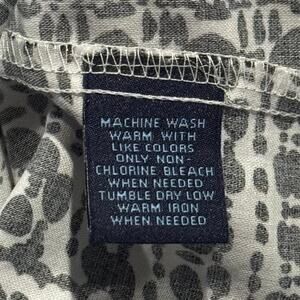 MACHINE WASH
WARM WITH
LIKE COLORS
ONLY NON-
CHLORINE BLEACH
WHEN NEEDED
TUMBLE DRY LOW
WARM IRON
WHEN NEEDED